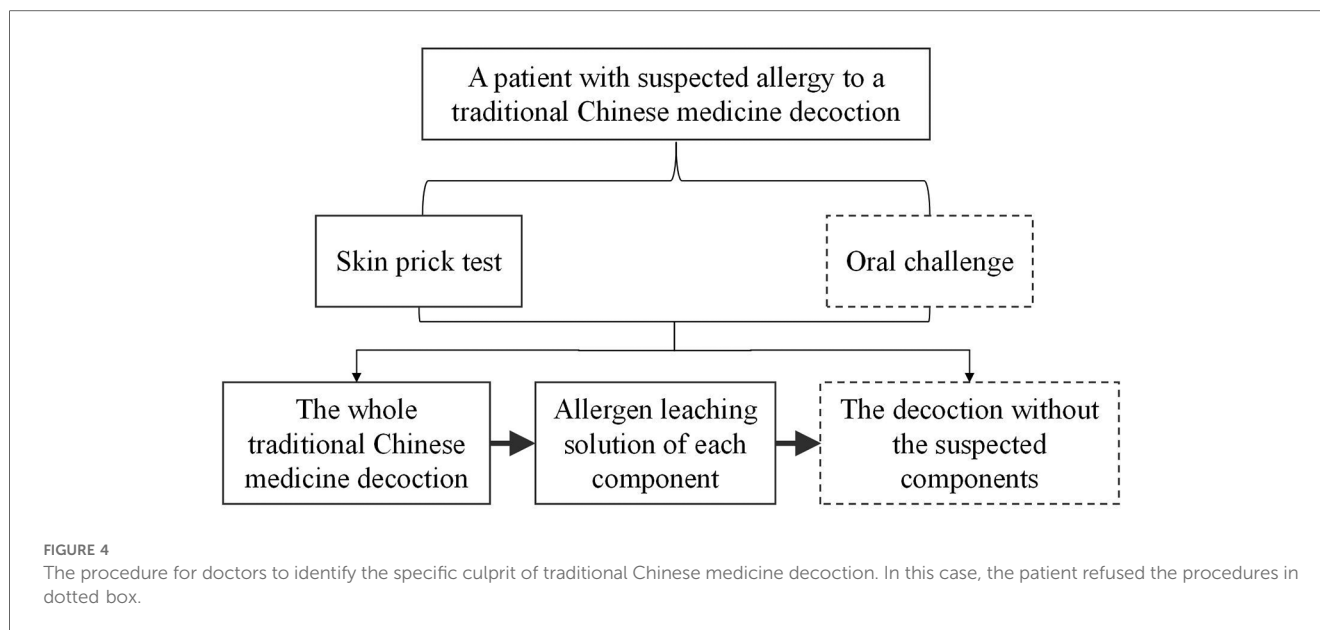 A patient with suspected allergy to a
traditional Chinese medicine decoction
Skin prick test
Oral challenge
The whole
traditional Chinese
medicine decoction
Allergen leaching
solution of each
component
The decoction without
the suspected
components
FIGURE 4
The procedure for doctors to identify the specific culprit of traditional Chinese medicine decoction. In this case, the patient refused the procedures in
dotted box.